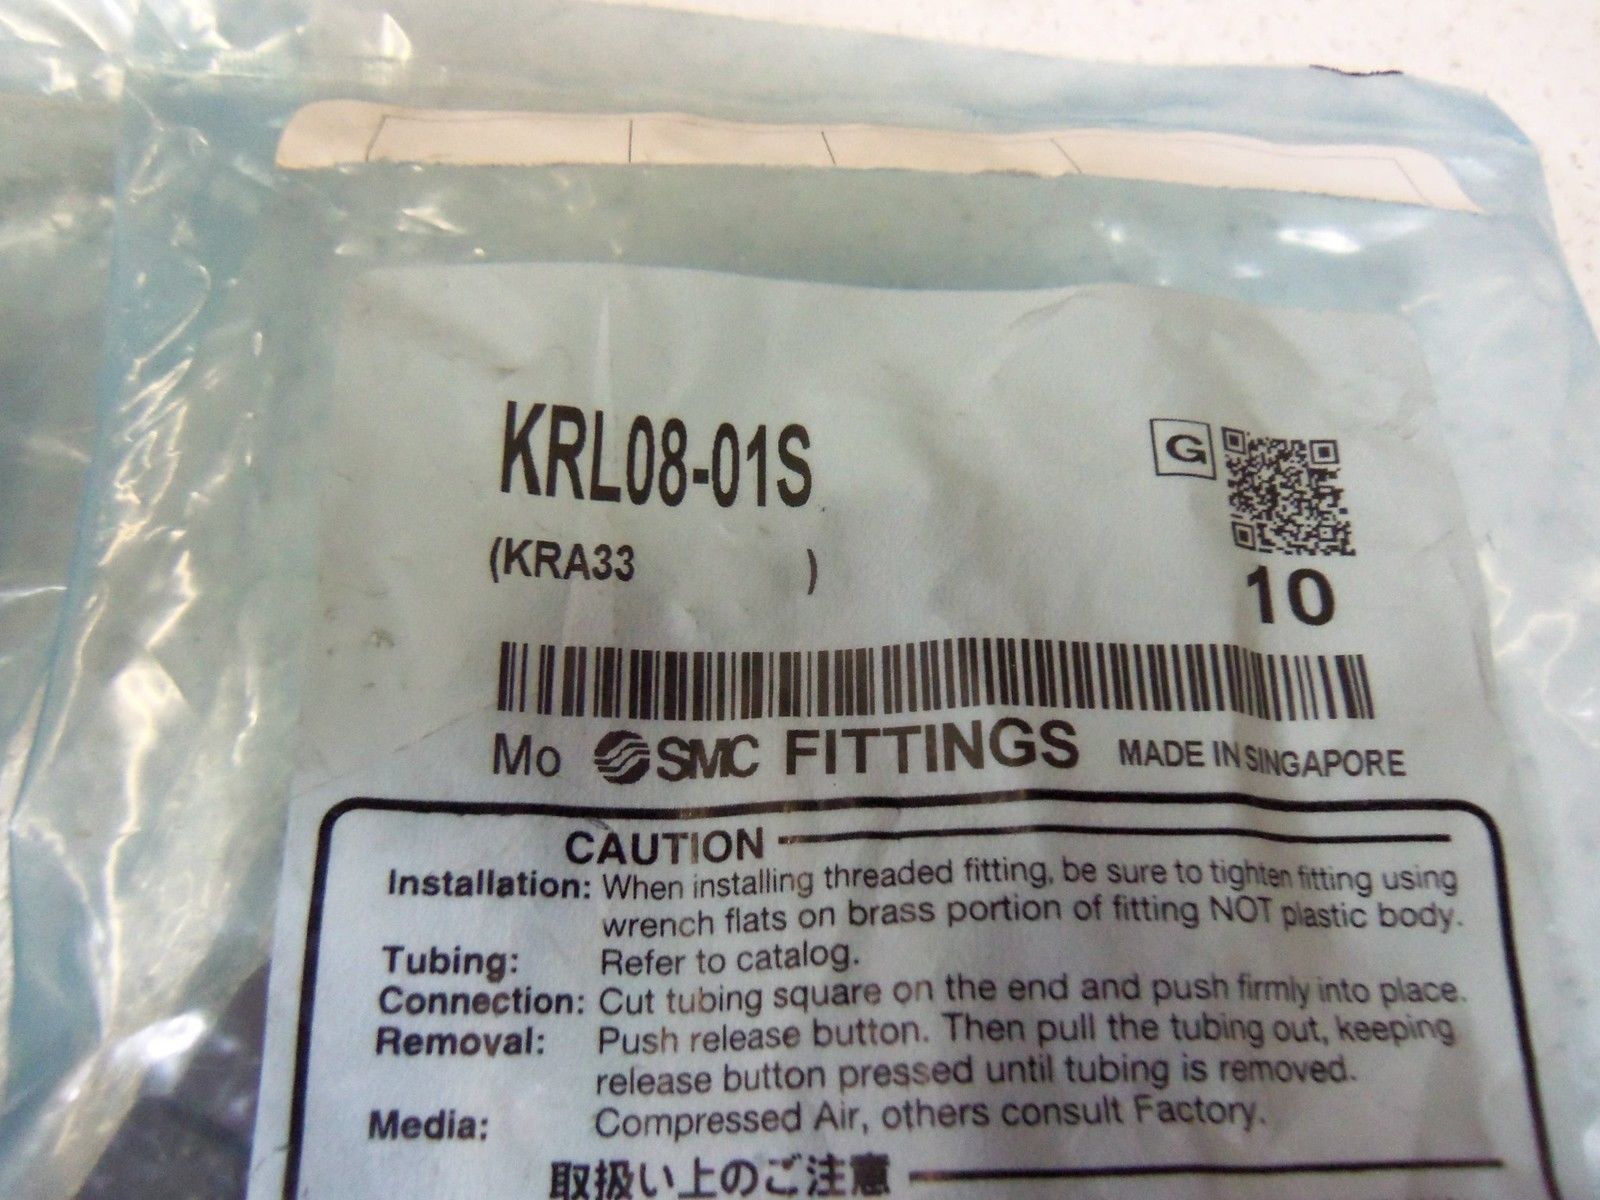 KRL08-01S
G
(KRA33 )
10
Mo SMC FITTINGS MADE IN SINGAPORE
CAUTION
Installation: When installing threaded fitting, be sure to tighten fitting using
wrench flats on brass portion of fitting NOT plastic body.
Tubing: Refer to catalog.
Connection: Cut tubing square on the end and push firmly into place.
Removal: Push release button. Then pull the tubing out, keeping
release button pressed until tubing is removed.
Media: Compressed Air, others consult Factory.
取扱い上のご注意